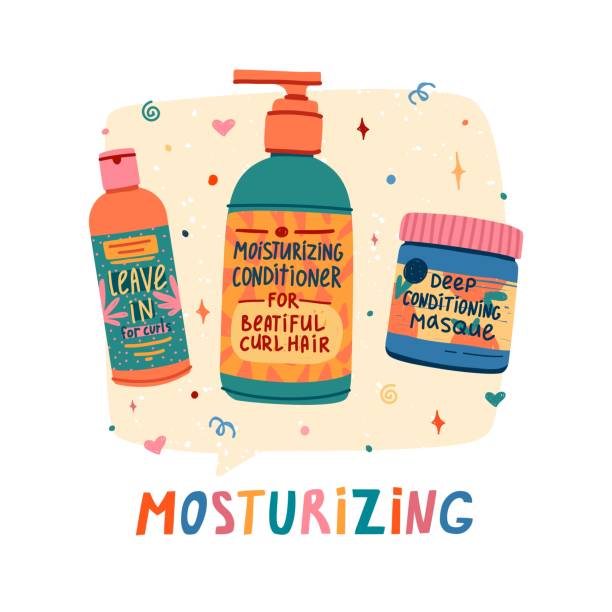 LEAVE
IN
for curls
MOISTURIZING
CONDITIONER
FOR
BEATIFUL
CURL HAIR
DEEP
CONDITIONING
MASQUE
MOSTURIZING